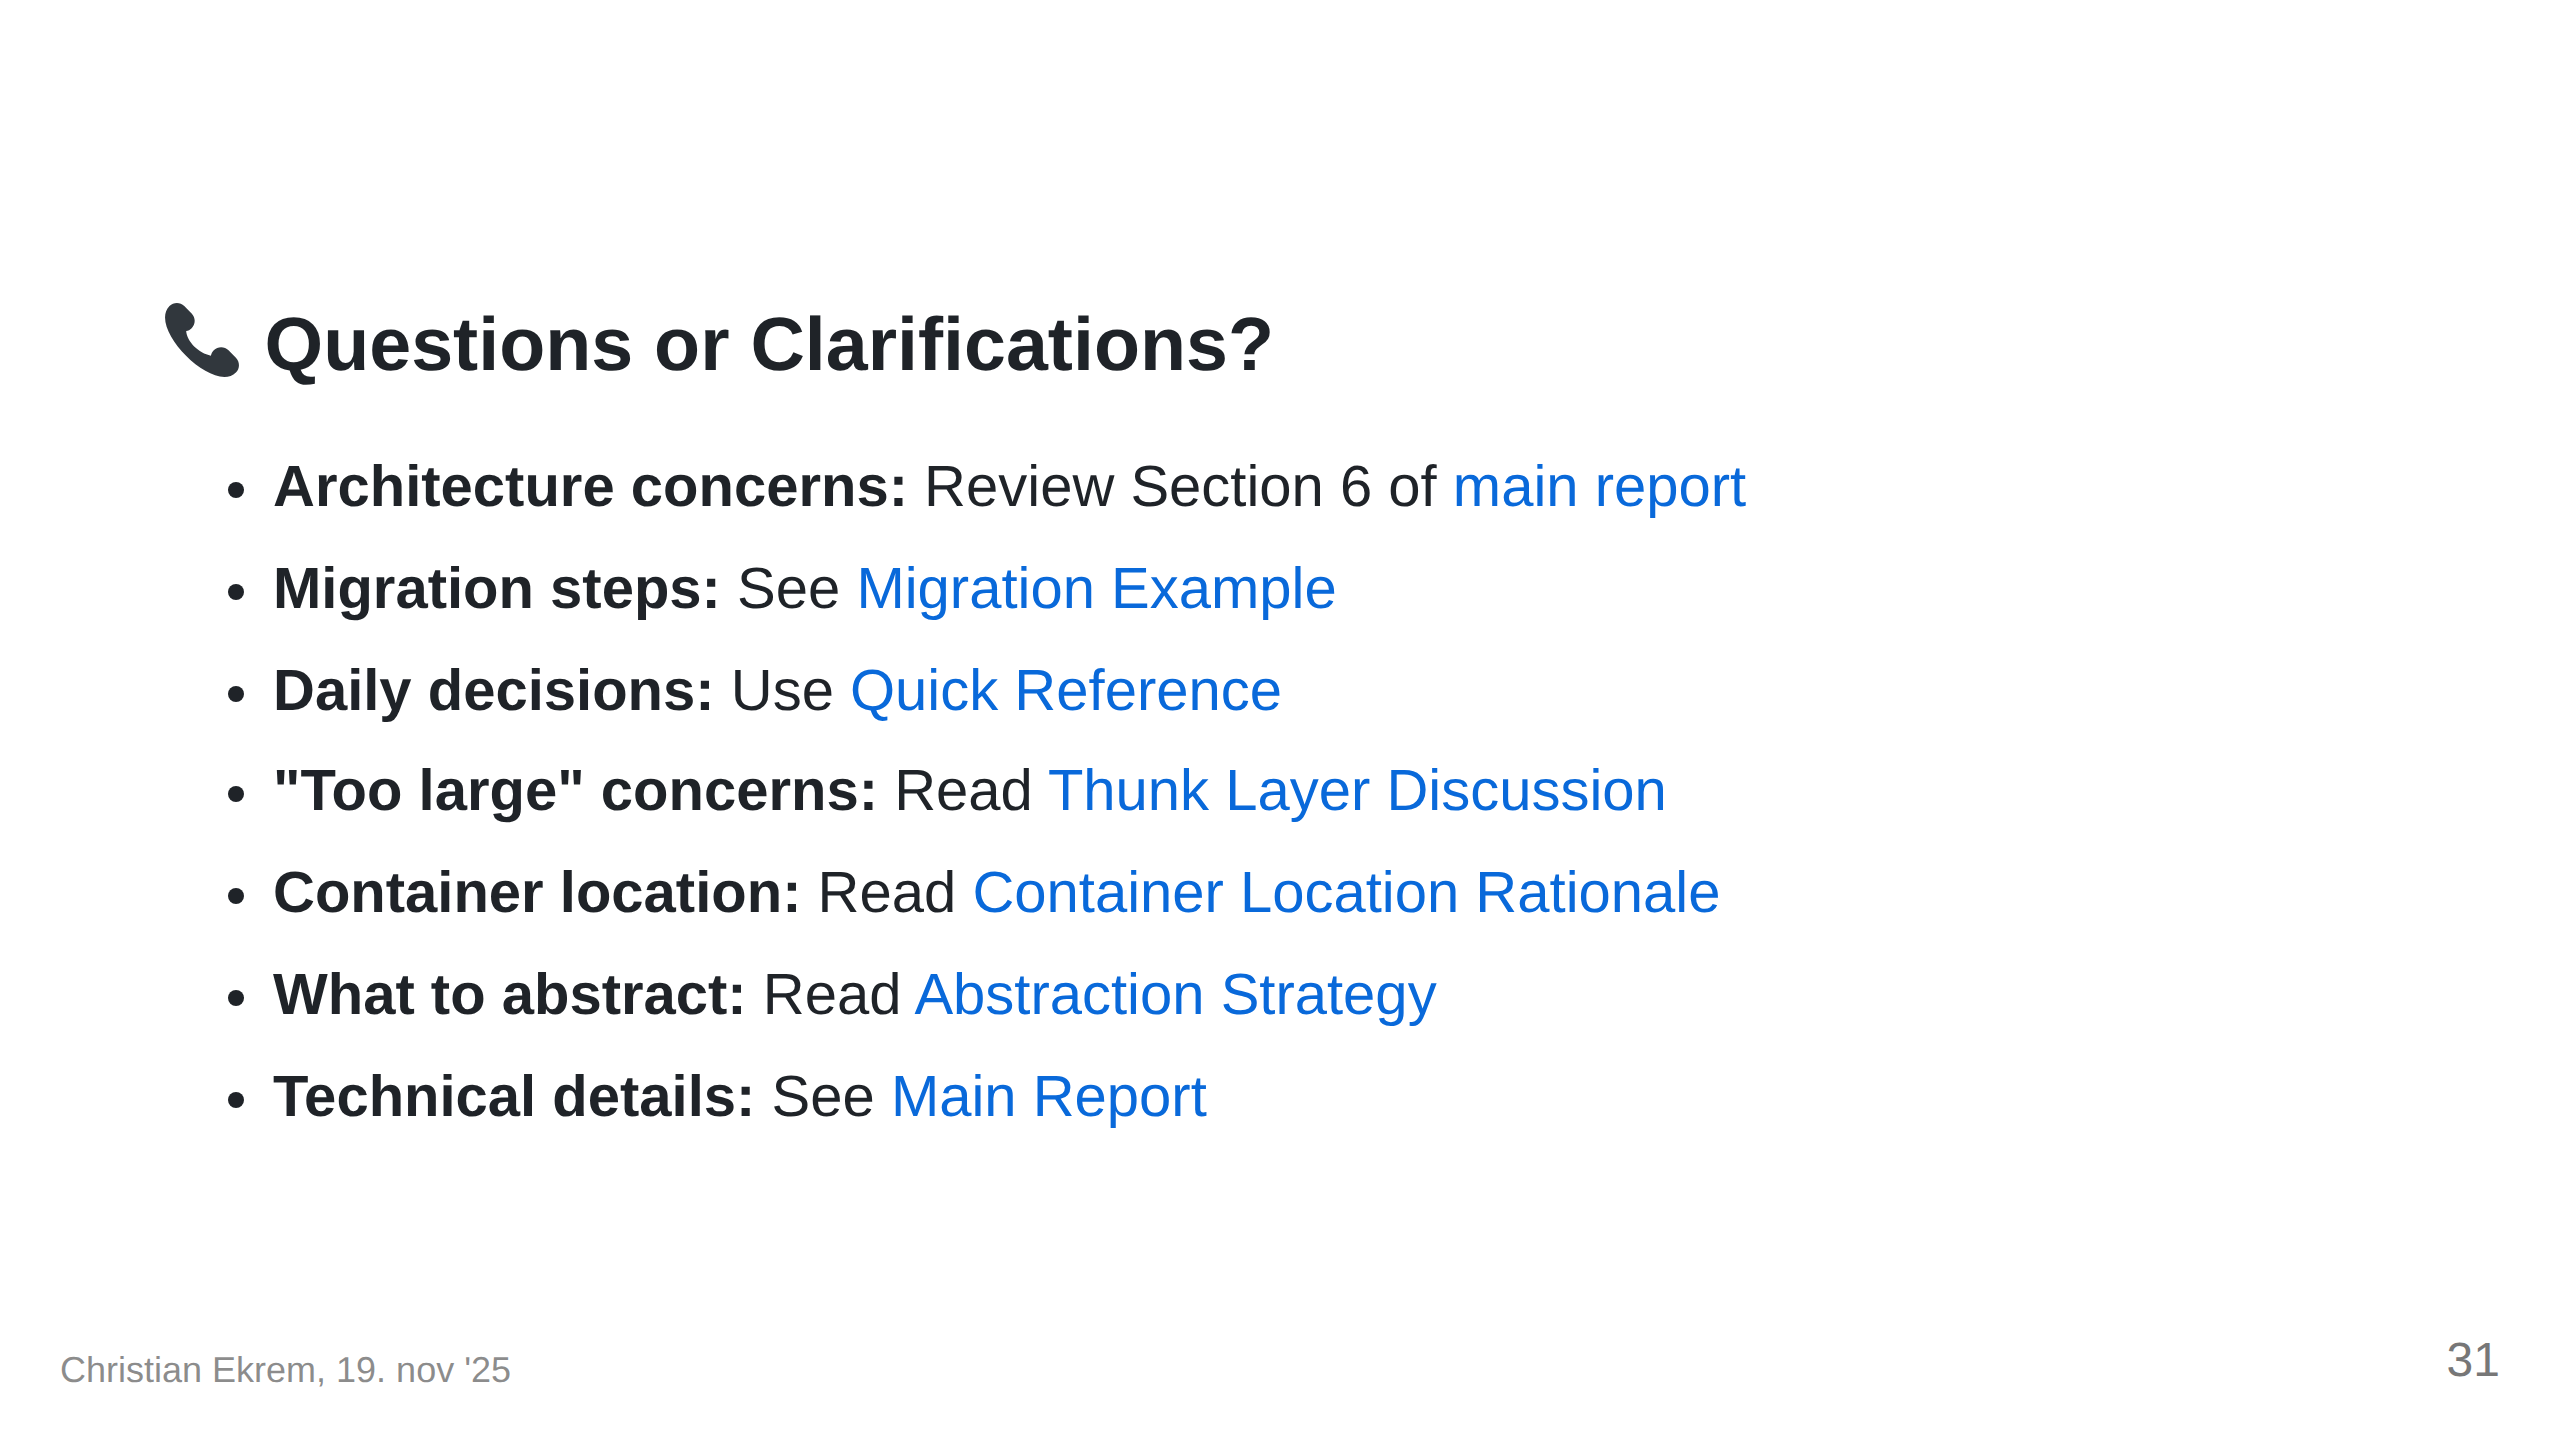 📞 Questions or Clarifications?
• Architecture concerns: Review Section 6 of main report
• Migration steps: See Migration Example
• Daily decisions: Use Quick Reference
• "Too large" concerns: Read Thunk Layer Discussion
• Container location: Read Container Location Rationale
• What to abstract: Read Abstraction Strategy
• Technical details: See Main Report
Christian Ekrem, 19. nov '25
31